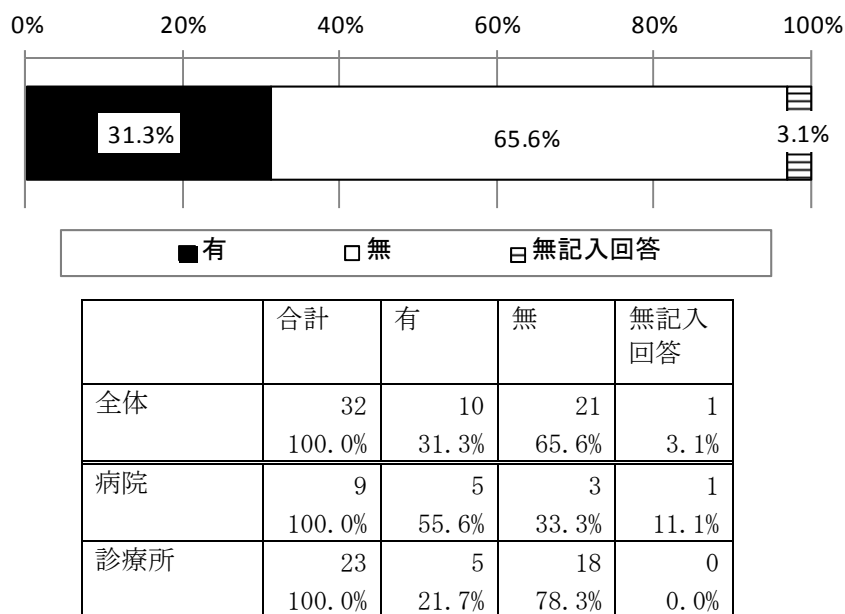 0% 20% 40% 60% 80% 100%
31.3% 65.6% 3.1%
有 無 無記入回答
合計 有 無 無記入
回答
全体 32 10 21 1
100.0% 31.3% 65.6% 3.1%
病院 9 5 3 1
100.0% 55.6% 33.3% 11.1%
診療所 23 5 18 0
100.0% 21.7% 78.3% 0.0%